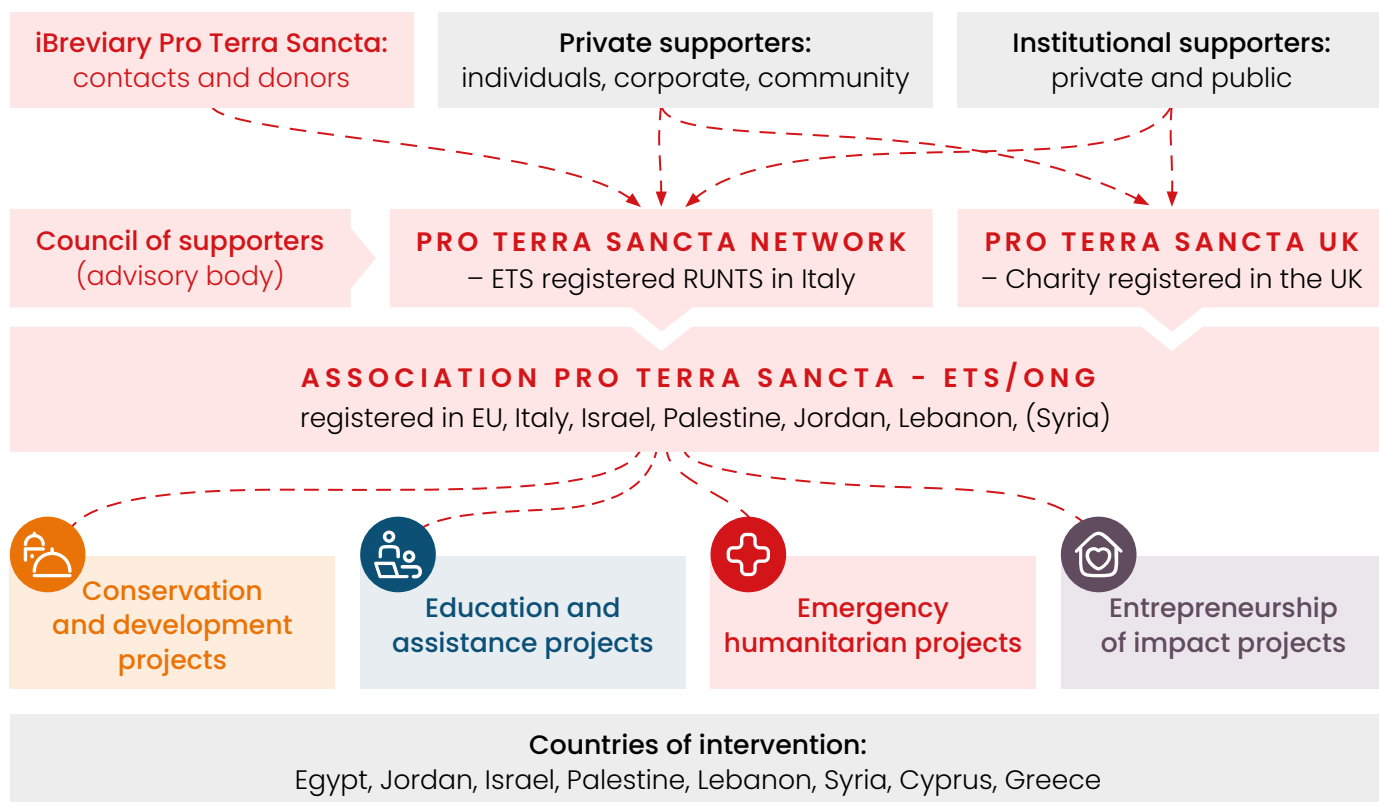 iBreviary Pro Terra Sancta:
contacts and donors
Private supporters:
individuals, corporate, community
Institutional supporters:
private and public
Council of supporters
(advisory body)
PRO TERRA SANCTA NETWORK
– ETS registered RUNTS in Italy
PRO TERRA SANCTA UK
– Charity registered in the UK
ASSOCIATION PRO TERRA SANCTA - ETS/ONG
registered in EU, Italy, Israel, Palestine, Jordan, Lebanon, (Syria)
Conservation
and development
projects
Education and
assistance projects
Emergency
humanitarian projects
Entrepreneurship
of impact projects
Countries of intervention:
Egypt, Jordan, Israel, Palestine, Lebanon, Syria, Cyprus, Greece